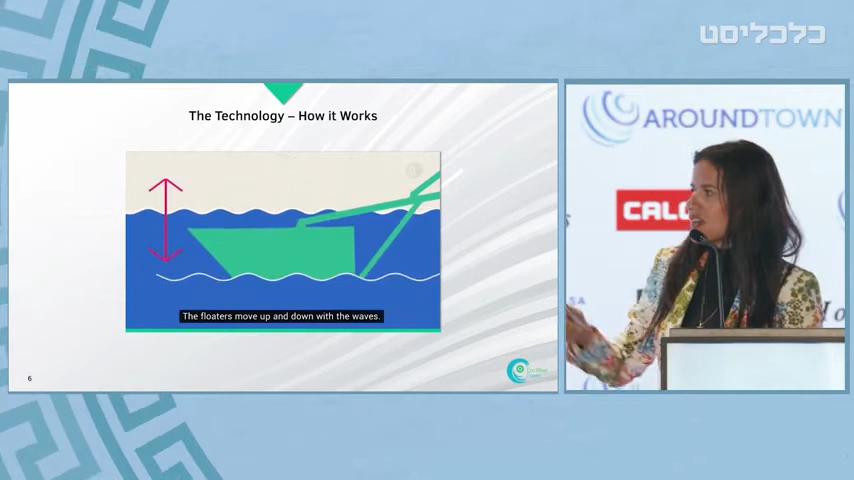 כלכליסט
The Technology – How it Works
The floaters move up and down with the waves.
6
AROUNDTOWN
CALC